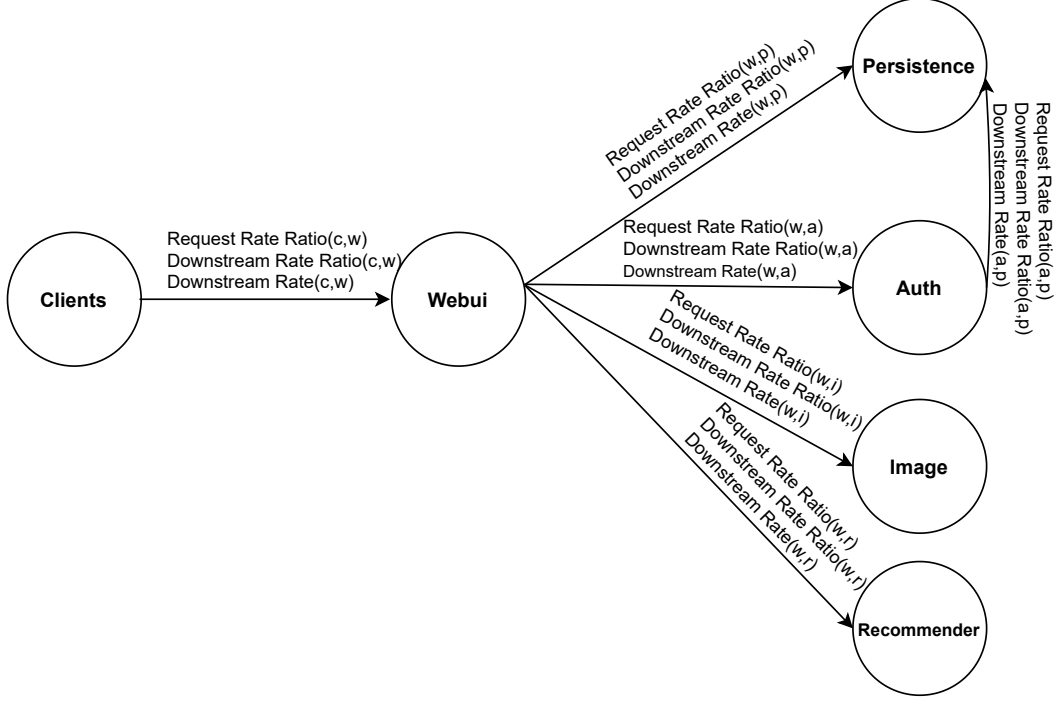 Request Rate Ratio(w,p)
Downstream Rate Ratio(w,p)
Downstream Rate(w,p)
Persistence
Request Rate Ratio(a,p)
Downstream Rate Ratio(a,p)
Downstream Rate(a,p)
Request Rate Ratio(c,w)
Downstream Rate Ratio(c,w)
Downstream Rate(c,w)
Clients
Webui
Request Rate Ratio(w,a)
Downstream Rate Ratio(w,a)
Downstream Rate(w,a)
Auth
Request Rate Ratio(w,i)
Downstream Rate Ratio(w,i)
Downstream Rate(w,i)
Image
Request Rate Ratio(w,r)
Downstream Rate Ratio(w,r)
Downstream Rate(w,r)
Recommender